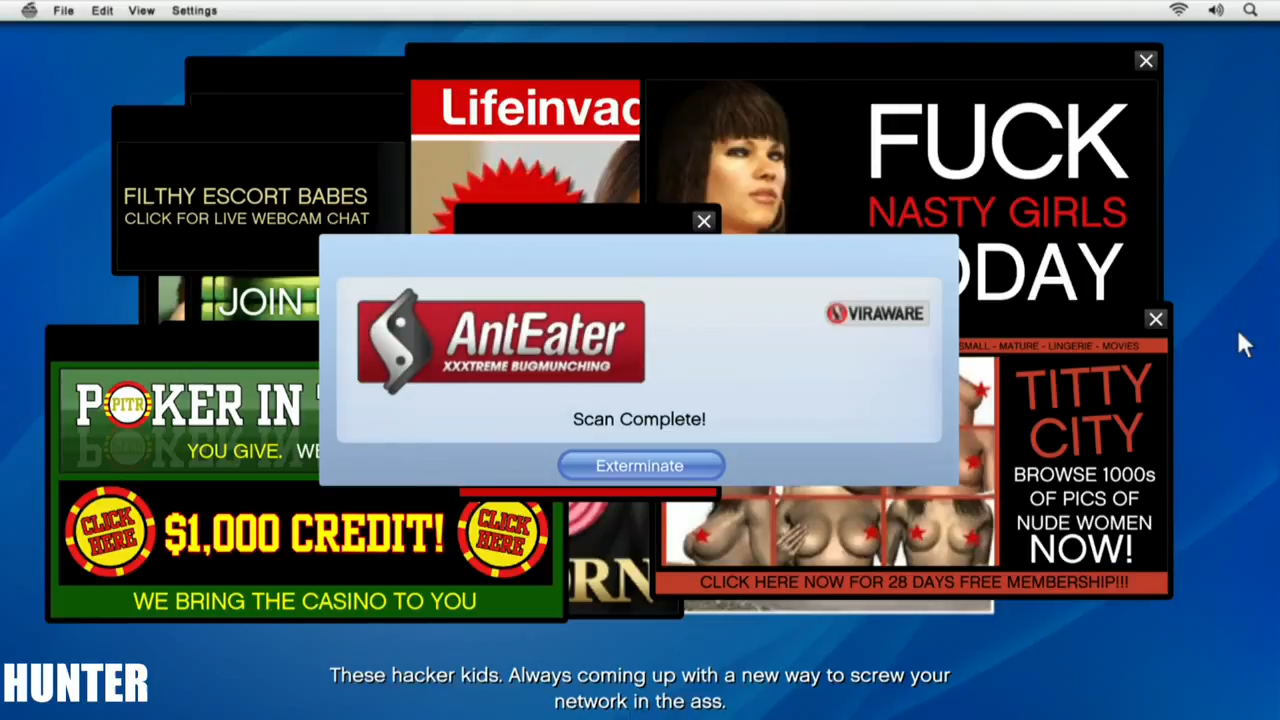 File Edit View Settings
Lifeinvad
FUCK
NASTY GIRLS
ODAY
FILTHY ESCORT BABES
CLICK FOR LIVE WEBCAM CHAT
JOIN
AntEater
XXXTREME BUGMUNCHING
VIRAWARE
Scan Complete!
Exterminate
POKER IN
PITR
YOU GIVE. WE
CLICK HERE
$1,000 CREDIT!
CLICK HERE
WE BRING THE CASINO TO YOU
RN
SMALL - MATURE - LINGERIE - MOVIES
TITTY
CITY
BROWSE 1000s
OF PICS OF
NUDE WOMEN
NOW!
CLICK HERE NOW FOR 28 DAYS FREE MEMBERSHIP!!!
HUNTER
These hacker kids. Always coming up with a new way to screw your
network in the ass.